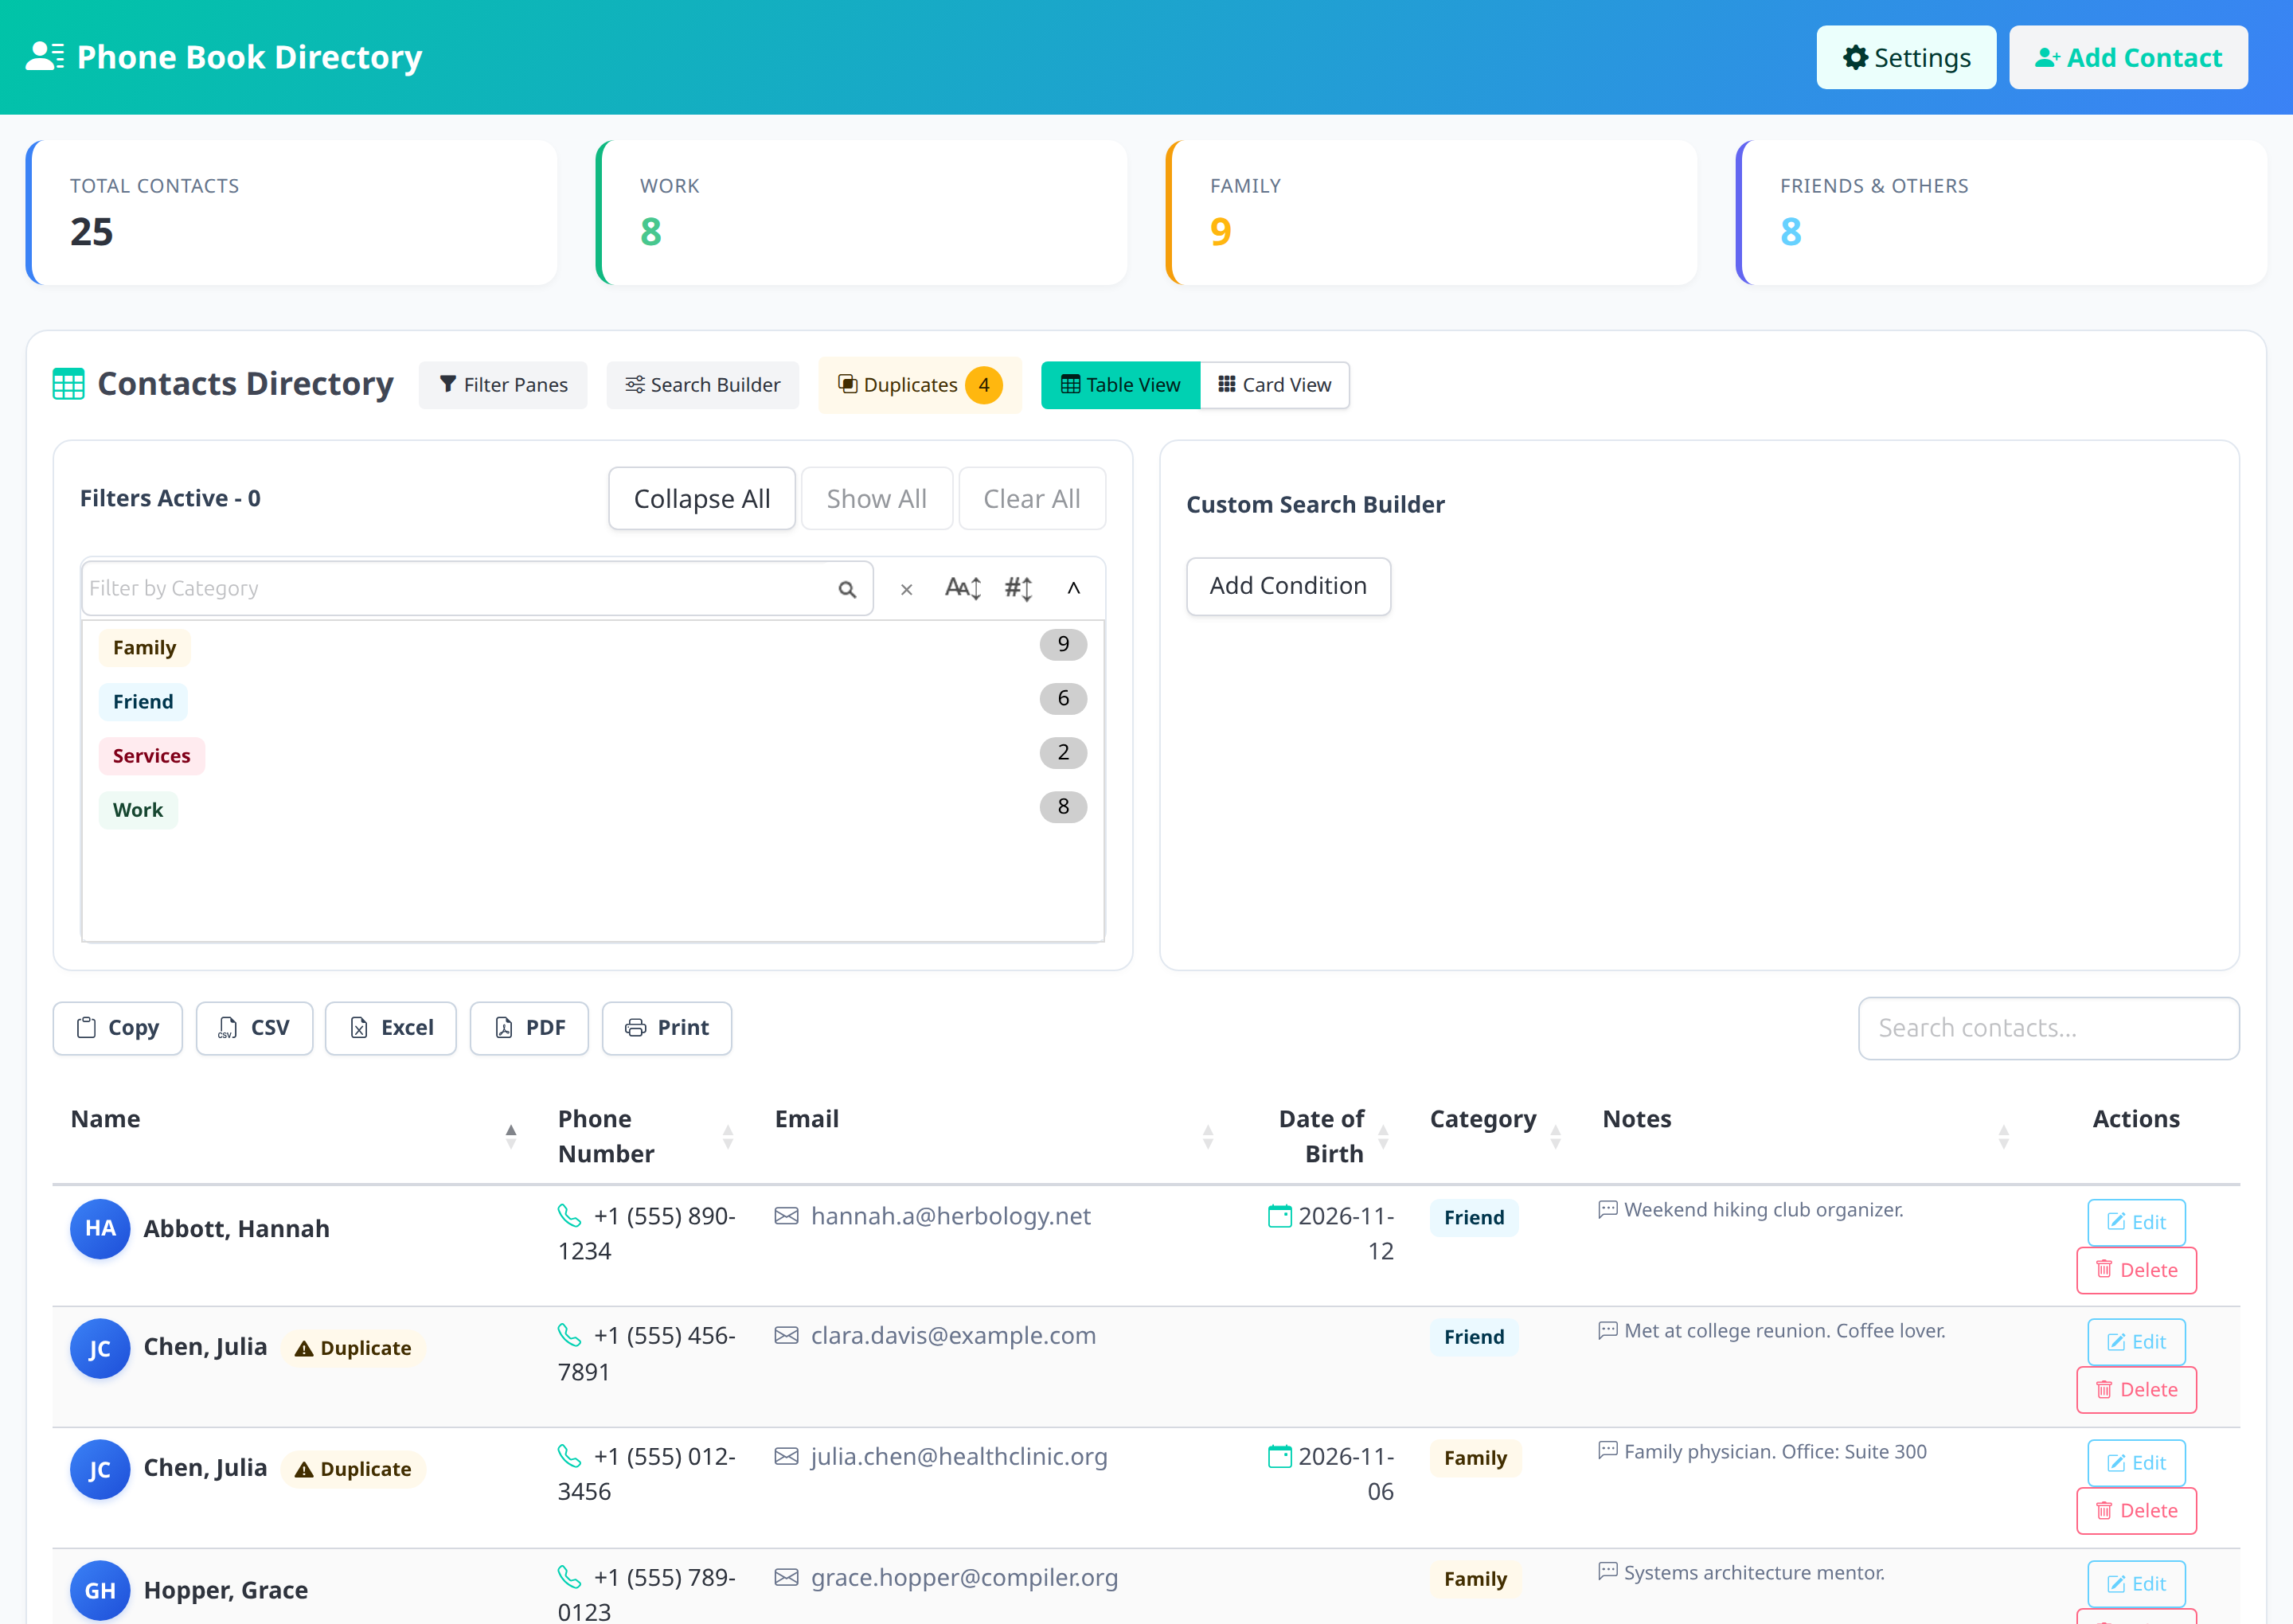 Phone Book Directory
Settings
Add Contact
TOTAL CONTACTS
25
WORK
8
FAMILY
9
FRIENDS & OTHERS
8
Contacts Directory
Filter Panes
Search Builder
Duplicates 4
Table View
Card View
Filters Active - 0
Collapse All
Show All
Clear All
Filter by Category
Family 9
Friend 6
Services 2
Work 8
Custom Search Builder
Add Condition
Copy
CSV
Excel
PDF
Print
Search contacts...
Name
Phone
Number
Email
Date of
Birth
Category
Notes
Actions
HA
Abbott, Hannah
+1 (555) 890-
1234
hannah.a@herbology.net
2026-11-
12
Friend
Weekend hiking club organizer.
Edit
Delete
JC
Chen, Julia
Duplicate
+1 (555) 456-
7891
clara.davis@example.com
Friend
Met at college reunion. Coffee lover.
Edit
Delete
JC
Chen, Julia
Duplicate
+1 (555) 012-
3456
julia.chen@healthclinic.org
2026-11-
06
Family
Family physician. Office: Suite 300
Edit
Delete
GH
Hopper, Grace
+1 (555) 789-
0123
grace.hopper@compiler.org
Family
Systems architecture mentor.
Edit